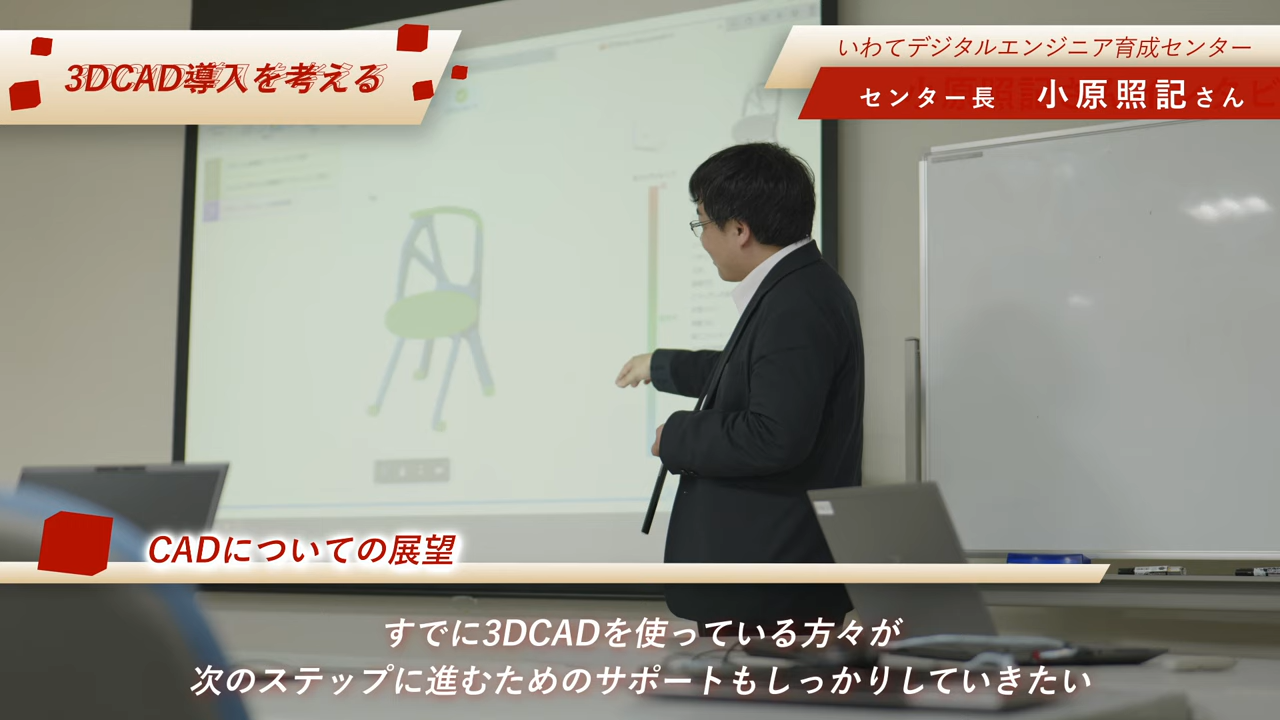 3DCAD導入を考える
いわてデジタルエンジニア育成センター
センター長 小原照記さん
CADについての展望
すでに3DCADを使っている方々が
次のステップに進むためのサポートもしっかりしていきたい